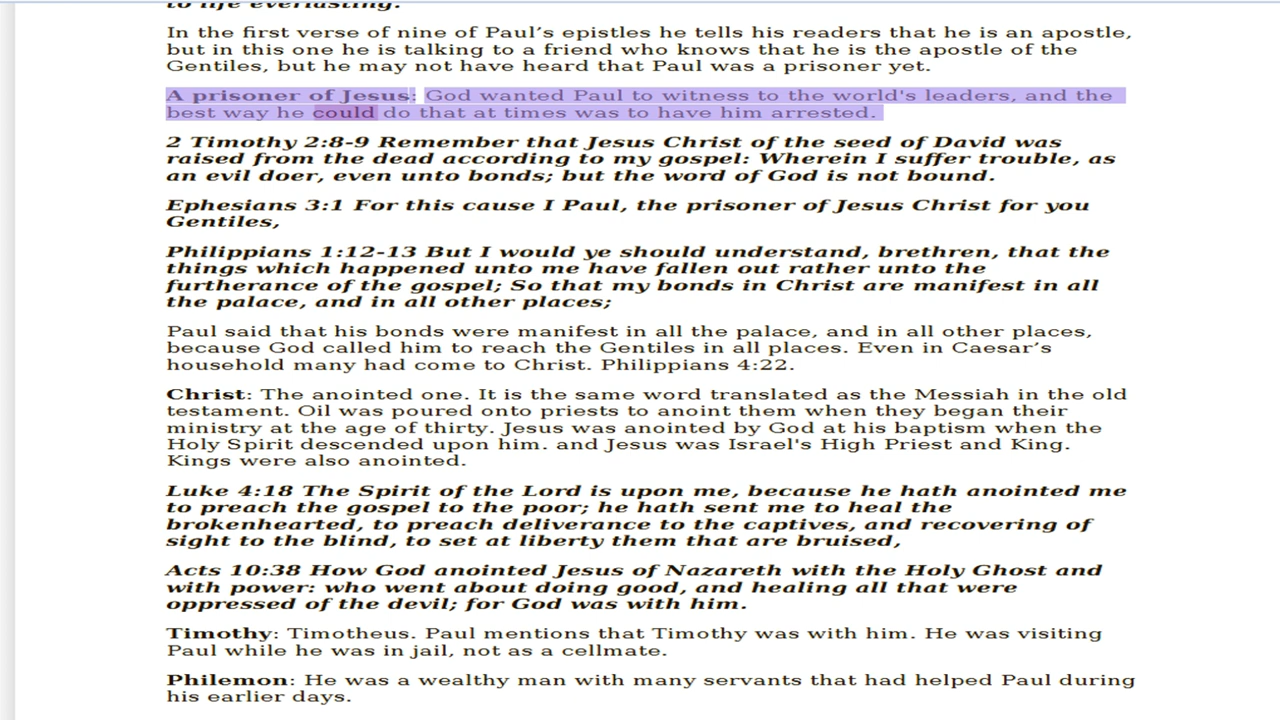 to life everlasting.
In the first verse of nine of Paul’s epistles he tells his readers that he is an apostle,
but in this one he is talking to a friend who knows that he is the apostle of the
Gentiles, but he may not have heard that Paul was a prisoner yet.
A prisoner of Jesus: God wanted Paul to witness to the world's leaders, and the
best way he could do that at times was to have him arrested.
2 Timothy 2:8-9 Remember that Jesus Christ of the seed of David was
raised from the dead according to my gospel: Wherein I suffer trouble, as
an evil doer, even unto bonds; but the word of God is not bound.
Ephesians 3:1 For this cause I Paul, the prisoner of Jesus Christ for you
Gentiles,
Philippians 1:12-13 But I would ye should understand, brethren, that the
things which happened unto me have fallen out rather unto the
furtherance of the gospel; So that my bonds in Christ are manifest in all
the palace, and in all other places;
Paul said that his bonds were manifest in all the palace, and in all other places,
because God called him to reach the Gentiles in all places. Even in Caesar’s
household many had come to Christ. Philippians 4:22.
Christ: The anointed one. It is the same word translated as the Messiah in the old
testament. Oil was poured onto priests to anoint them when they began their
ministry at the age of thirty. Jesus was anointed by God at his baptism when the
Holy Spirit descended upon him. and Jesus was Israel's High Priest and King.
Kings were also anointed.
Luke 4:18 The Spirit of the Lord is upon me, because he hath anointed me
to preach the gospel to the poor; he hath sent me to heal the
brokenhearted, to preach deliverance to the captives, and recovering of
sight to the blind, to set at liberty them that are bruised,
Acts 10:38 How God anointed Jesus of Nazareth with the Holy Ghost and
with power: who went about doing good, and healing all that were
oppressed of the devil; for God was with him.
Timothy: Timotheus. Paul mentions that Timothy was with him. He was visiting
Paul while he was in jail, not as a cellmate.
Philemon: He was a wealthy man with many servants that had helped Paul during
his earlier days.